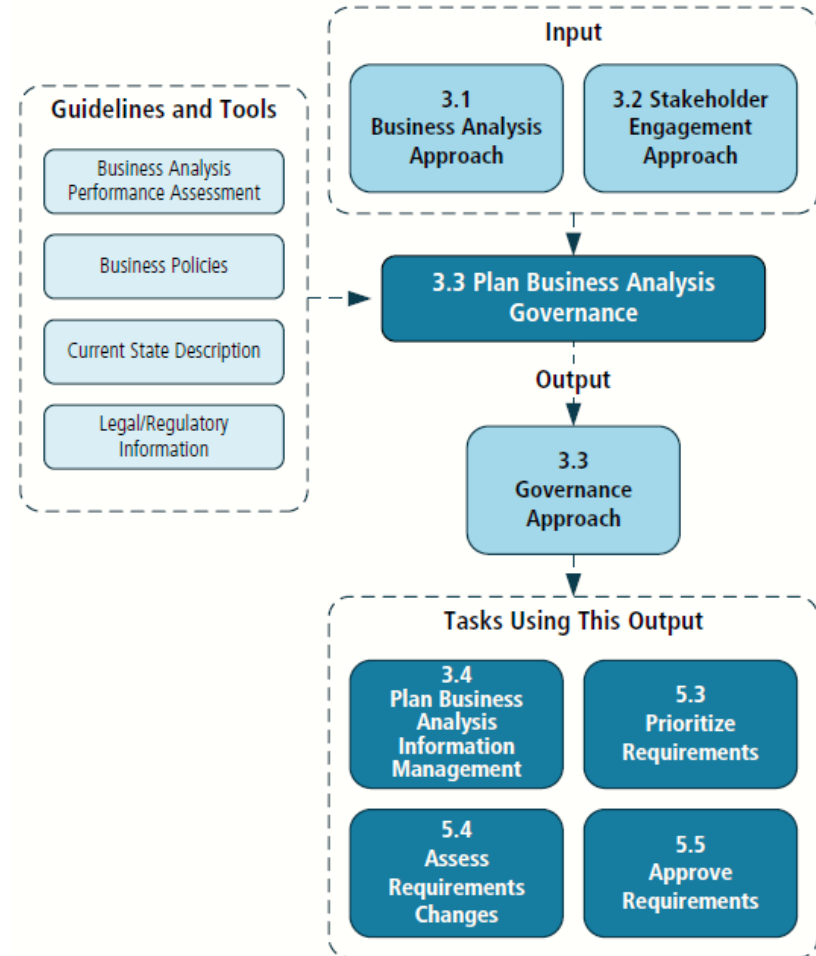 Input
3.1
Business Analysis
Approach
3.2 Stakeholder
Engagement
Approach
Guidelines and Tools
Business Analysis
Performance Assessment
Business Policies
Current State Description
Legal/Regulatory
Information
3.3 Plan Business Analysis
Governance
Output
3.3
Governance
Approach
Tasks Using This Output
3.4
Plan Business
Analysis
Information
Management
5.3
Prioritize
Requirements
5.4
Assess
Requirements
Changes
5.5
Approve
Requirements